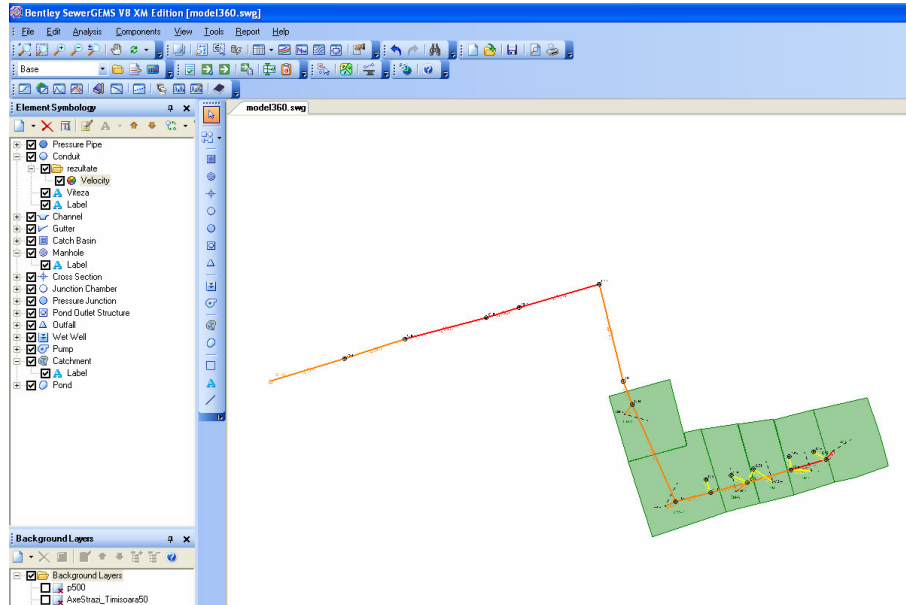 Bentley SewerGEMS V8 XM Edition [model360.swg]
File Edit Analysis Components View Tools Report Help
Base
Element Symbology
model360.swg
Pressure Pipe
Conduit
rezultate
Velocity
Viteza
Label
Channel
Gutter
Catch Basin
Manhole
Label
Cross Section
Junction Chamber
Pressure Junction
Pond Outlet Structure
Outfall
Wet Well
Pump
Catchment
Label
Pond
Background Layers
Background Layers
p500
AxeStrazi_Timisoara50